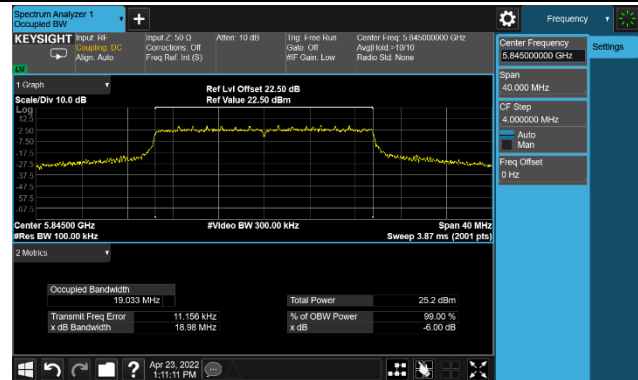 Spectrum Analyzer 1
Occupied BW
Frequency
KEYSIGHT
Input: RF
Coupling: DC
Align: Auto
Input Z: 50 Ω
Corrections: Off
Freq Ref: Int (S)
Atten: 10 dB
Trig: Free Run
Gate: Off
#IF Gain: Low
Center Freq: 5.845000000 GHz
Avg|Hold:>10/10
Radio Std: None
Center Frequency
5.845000000 GHz
Settings
Span
40.000 MHz
CF Step
4.000000 MHz
Auto
Man
Freq Offset
0 Hz
1 Graph
Scale/Div 10.0 dB
Ref Lvl Offset 22.50 dB
Ref Value 22.50 dBm
Log
12.5
2.50
-7.50
-17.5
-27.5
-37.5
-47.5
-57.5
-67.5
Center 5.84500 GHz
#Video BW 300.00 kHz
Span 40 MHz
#Res BW 100.00 kHz
Sweep 3.87 ms (2001 pts)
2 Metrics
Occupied Bandwidth
19.033 MHz
Total Power 25.2 dBm
Transmit Freq Error 11.156 kHz
% of OBW Power 99.00 %
x dB Bandwidth 18.98 MHz
x dB -6.00 dB
Apr 23, 2022
1:11:11 PM